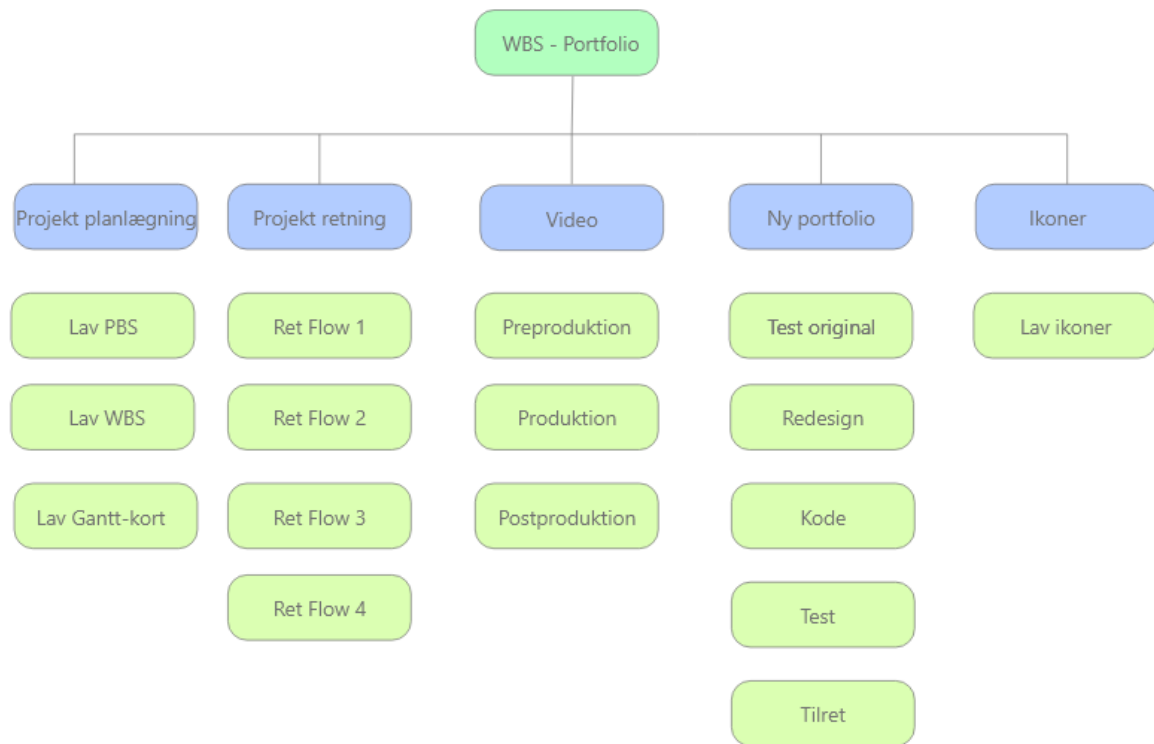 WBS - Portfolio
Projekt planlægning
Projekt retning
Video
Ny portfolio
Ikoner
Lav PBS
Ret Flow 1
Preproduktion
Test original
Lav ikoner
Lav WBS
Ret Flow 2
Produktion
Redesign
Lav Gantt-kort
Ret Flow 3
Postproduktion
Kode
Ret Flow 4
Test
Tilret